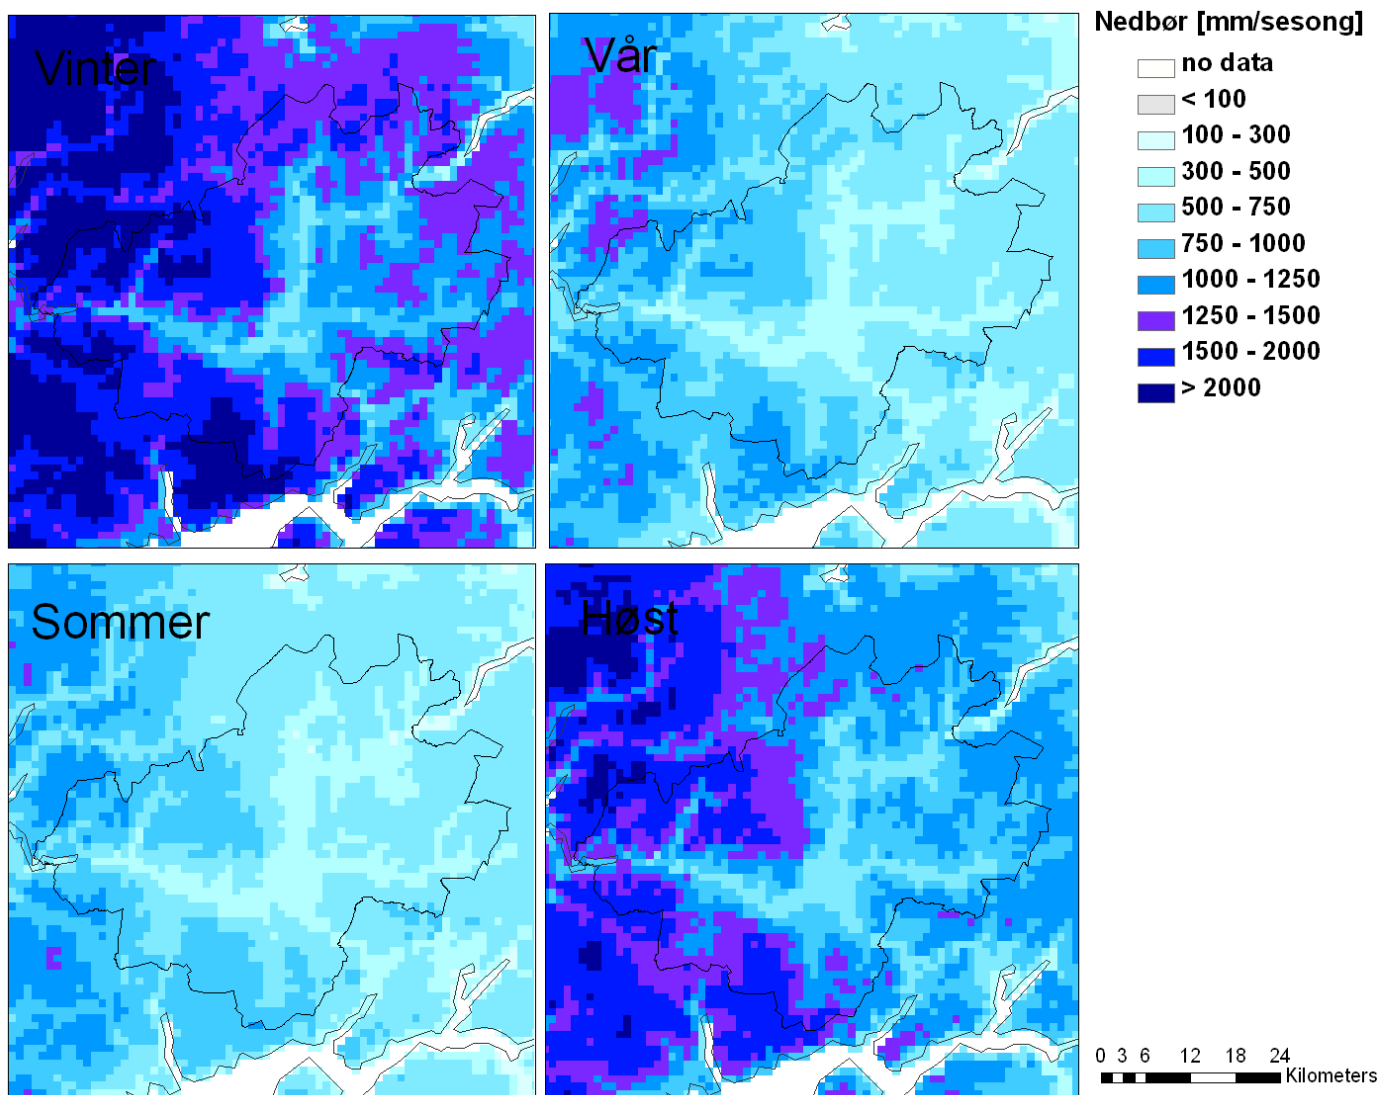 Vinter
Vår
Nedbør [mm/sesong]
no data
< 100
100 - 300
300 - 500
500 - 750
750 - 1000
1000 - 1250
1250 - 1500
1500 - 2000
> 2000
Sommer
Høst
0 3 6 12 18 24
Kilometers